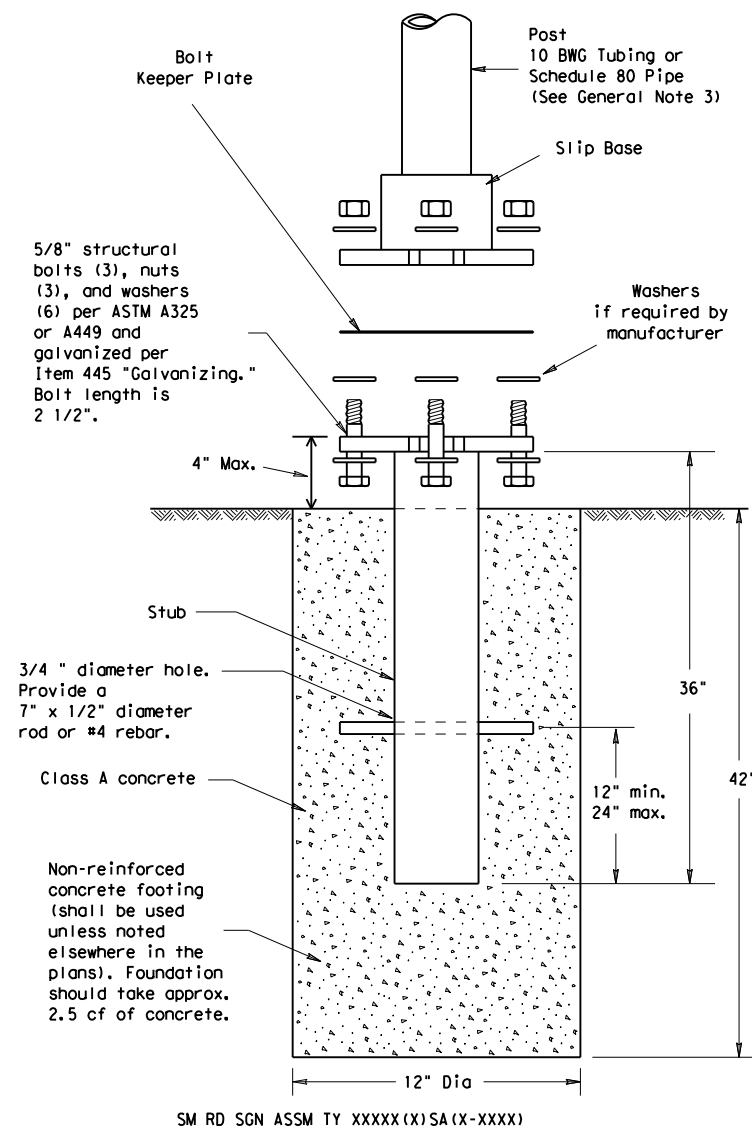 Bolt
Keeper Plate
Post
10 BWG Tubing or
Schedule 80 Pipe
(See General Note 3)
Slip Base
5/8" structural
bolts (3), nuts
(3), and washers
(6) per ASTM A325
or A449 and
galvanized per
Item 445 "Galvanizing."
Bolt length is
2 1/2".
Washers
if required by
manufacturer
4" Max.
Stub
3/4 " diameter hole.
Provide a
7" x 1/2" diameter
rod or #4 rebar.
36"
Class A concrete
12" min.
24" max.
42"
Non-reinforced
concrete footing
(shall be used
unless noted
elsewhere in the
plans). Foundation
should take approx.
2.5 cf of concrete.
12" Dia
SM RD SGN ASSM TY XXXXX(X)SA(X-XXXX)